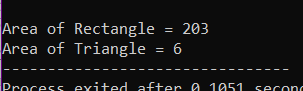 Area of Rectangle = 203
Area of Triangle = 6
--------------------------------
Process exited after 0.1051 second